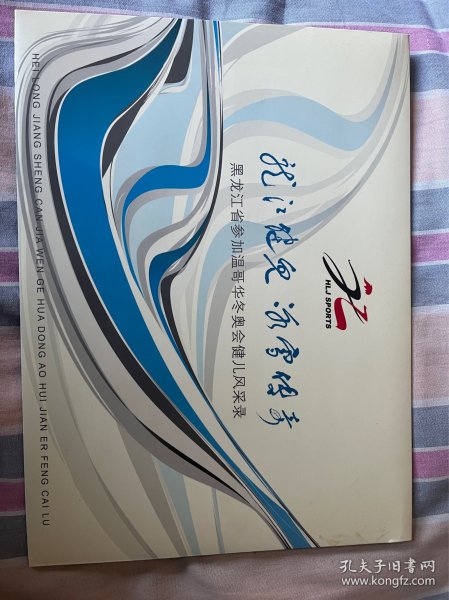 HLJ SPORTS
龙江健儿 冰雪传奇
黑龙江省参加温哥华冬奥会健儿风采录
HEI LONG JIANG SHENG CAN JIA WEN GE HUA DONG AO HUI JIAN ER FENG CAI LU
孔夫子旧书网
www.kongfz.com